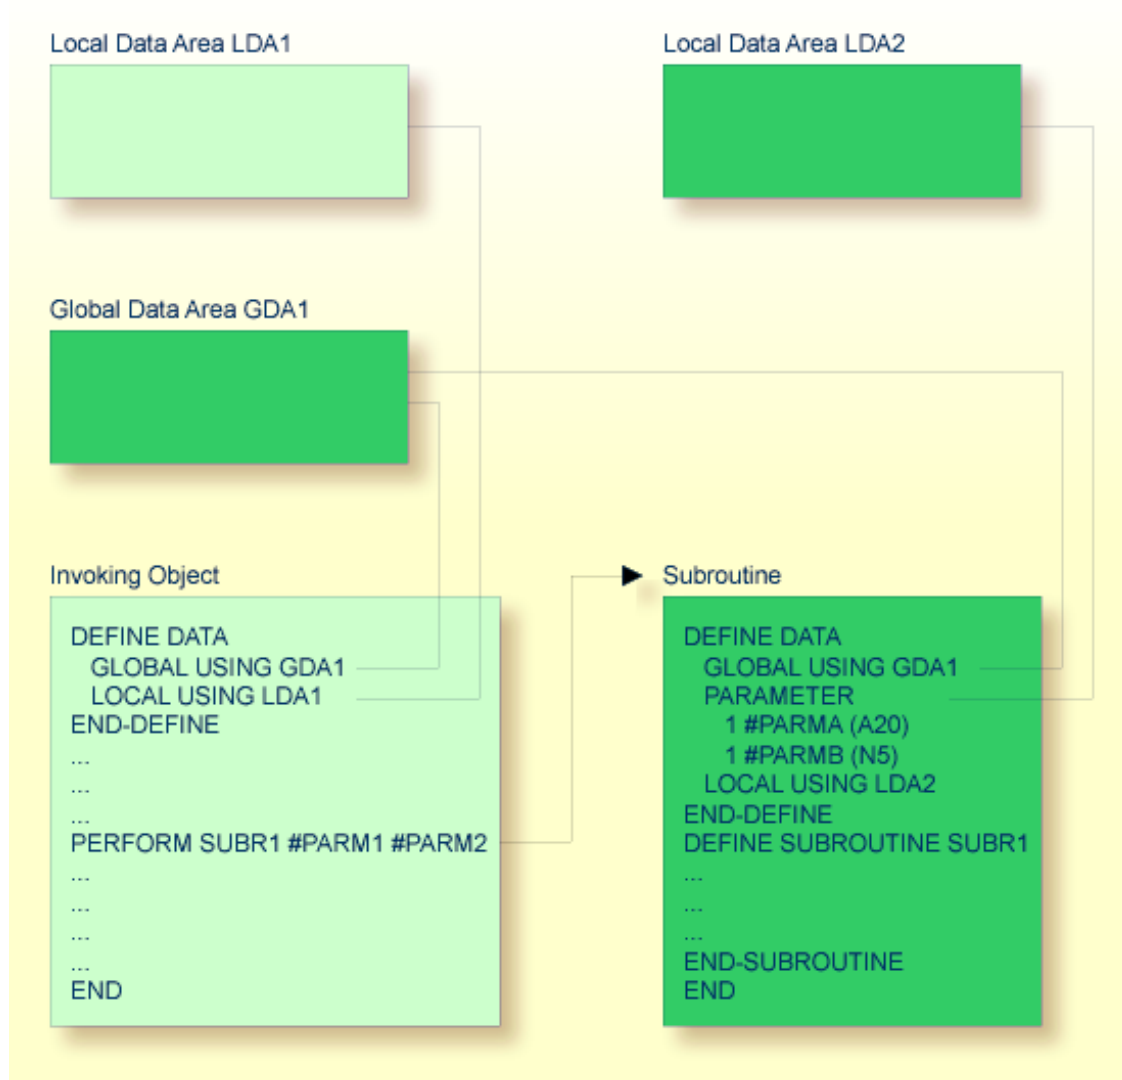 Local Data Area LDA1
Local Data Area LDA2
Global Data Area GDA1
Invoking Object
DEFINE DATA
GLOBAL USING GDA1
LOCAL USING LDA1
END-DEFINE
...
...
...
PERFORM SUBR1 #PARM1 #PARM2
...
...
...
...
END
Subroutine
DEFINE DATA
GLOBAL USING GDA1
PARAMETER
1 #PARMA (A20)
1 #PARMB (N5)
LOCAL USING LDA2
END-DEFINE
DEFINE SUBROUTINE SUBR1
...
...
...
END-SUBROUTINE
END